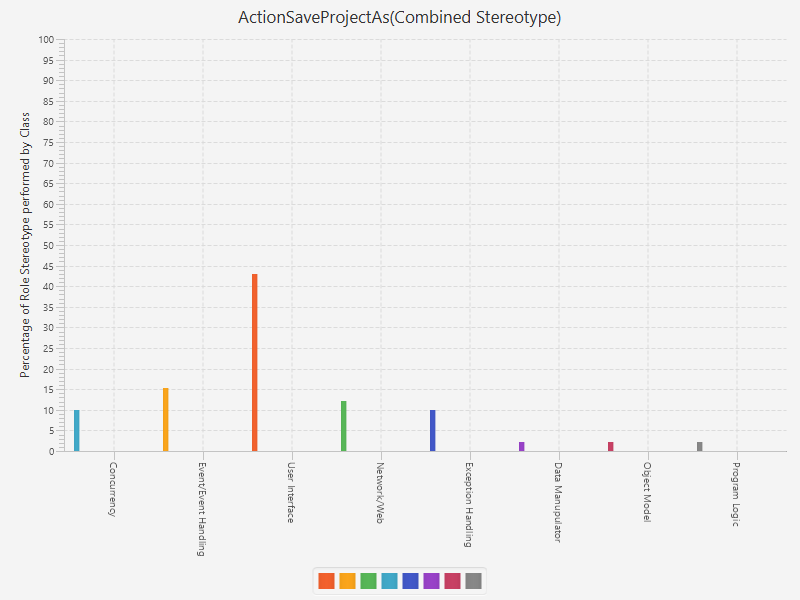 ActionSaveProjectAs(Combined Stereotype)
Percentage of Role Stereotype performed by Class
100
95
90
85
80
75
70
65
60
55
50
45
40
35
30
25
20
15
10
5
0
Concurrency
Event/Event Handling
User Interface
Network/Web
Exception Handling
Data Manupulator
Object Model
Program Logic